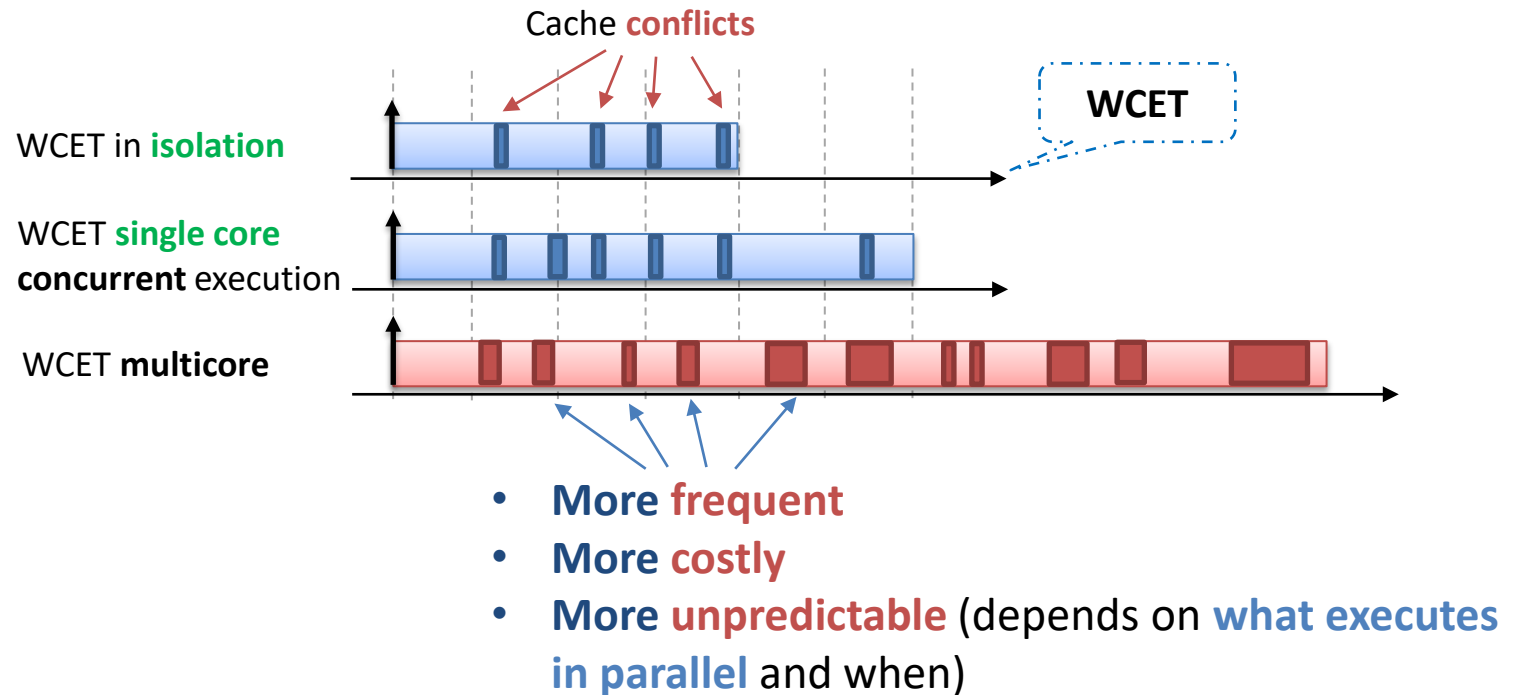 Cache conflicts
WCET
WCET in isolation
WCET single core
concurrent execution
WCET multicore
• More frequent
• More costly
• More unpredictable (depends on what executes
in parallel and when)